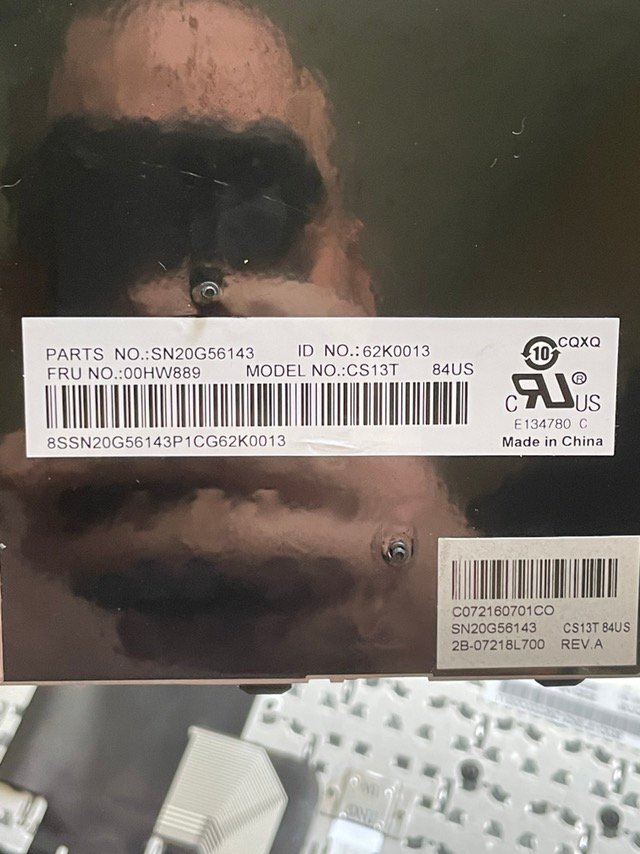 PARTS NO.:SN20G56143 ID NO.:62K0013
FRU NO.:00HW889 MODEL NO.:CS13T 84US
8SSN20G56143P1CG62K0013
10 CQXQ
C RU ® US
E134780 C
Made in China
C072160701CO
SN20G56143 CS13T 84US
2B-07218L700 REV.A